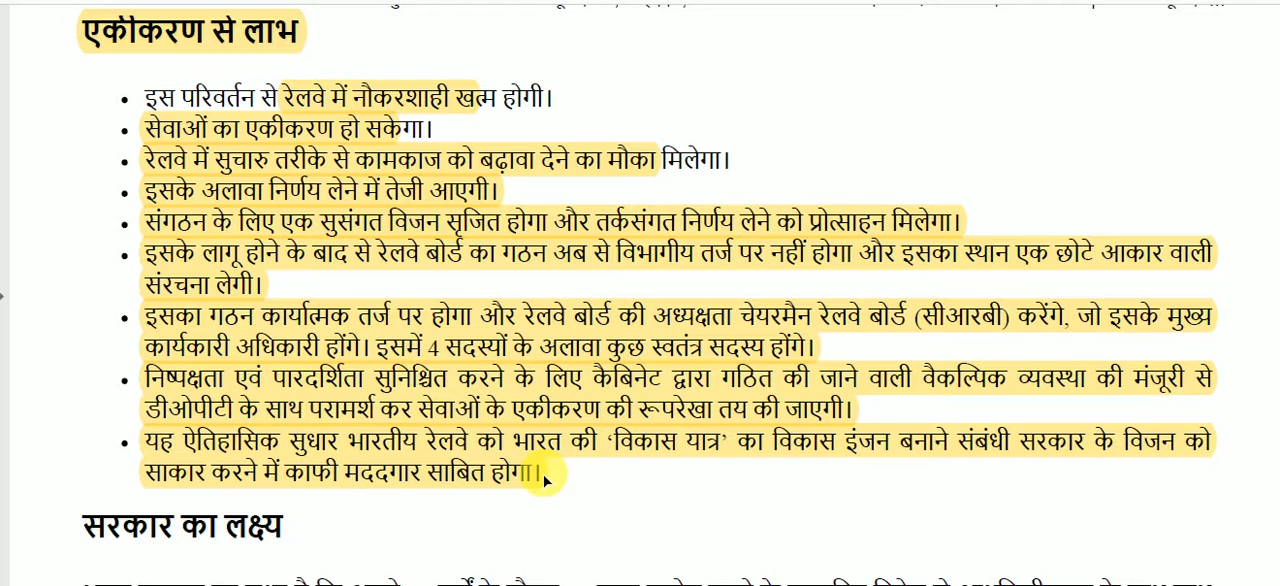 एकीकरण से लाभ
• इस परिवर्तन से रेलवे में नौकरशाही खत्म होगी।
• सेवाओं का एकीकरण हो सकेगा।
• रेलवे में सुचारु तरीके से कामकाज को बढ़ावा देने का मौका मिलेगा।
• इसके अलावा निर्णय लेने में तेजी आएगी।
• संगठन के लिए एक सुसंगत विजन सृजित होगा और तर्कसंगत निर्णय लेने को प्रोत्साहन मिलेगा।
• इसके लागू होने के बाद से रेलवे बोर्ड का गठन अब से विभागीय तर्ज पर नहीं होगा और इसका स्थान एक छोटे आकार वाली
संरचना लेगी।
• इसका गठन कार्यात्मक तर्ज पर होगा और रेलवे बोर्ड की अध्यक्षता चेयरमैन रेलवे बोर्ड (सीआरबी) करेंगे, जो इसके मुख्य
कार्यकारी अधिकारी होंगे। इसमें 4 सदस्यों के अलावा कुछ स्वतंत्र सदस्य होंगे।
• निष्पक्षता एवं पारदर्शिता सुनिश्चित करने के लिए कैबिनेट द्वारा गठित की जाने वाली वैकल्पिक व्यवस्था की मंजूरी से
डीओपीटी के साथ परामर्श कर सेवाओं के एकीकरण की रूपरेखा तय की जाएगी।
• यह ऐतिहासिक सुधार भारतीय रेलवे को भारत की ‘विकास यात्र’ का विकास इंजन बनाने संबंधी सरकार के विजन को
साकार करने में काफी मददगार साबित होगा।
सरकार का लक्ष्य